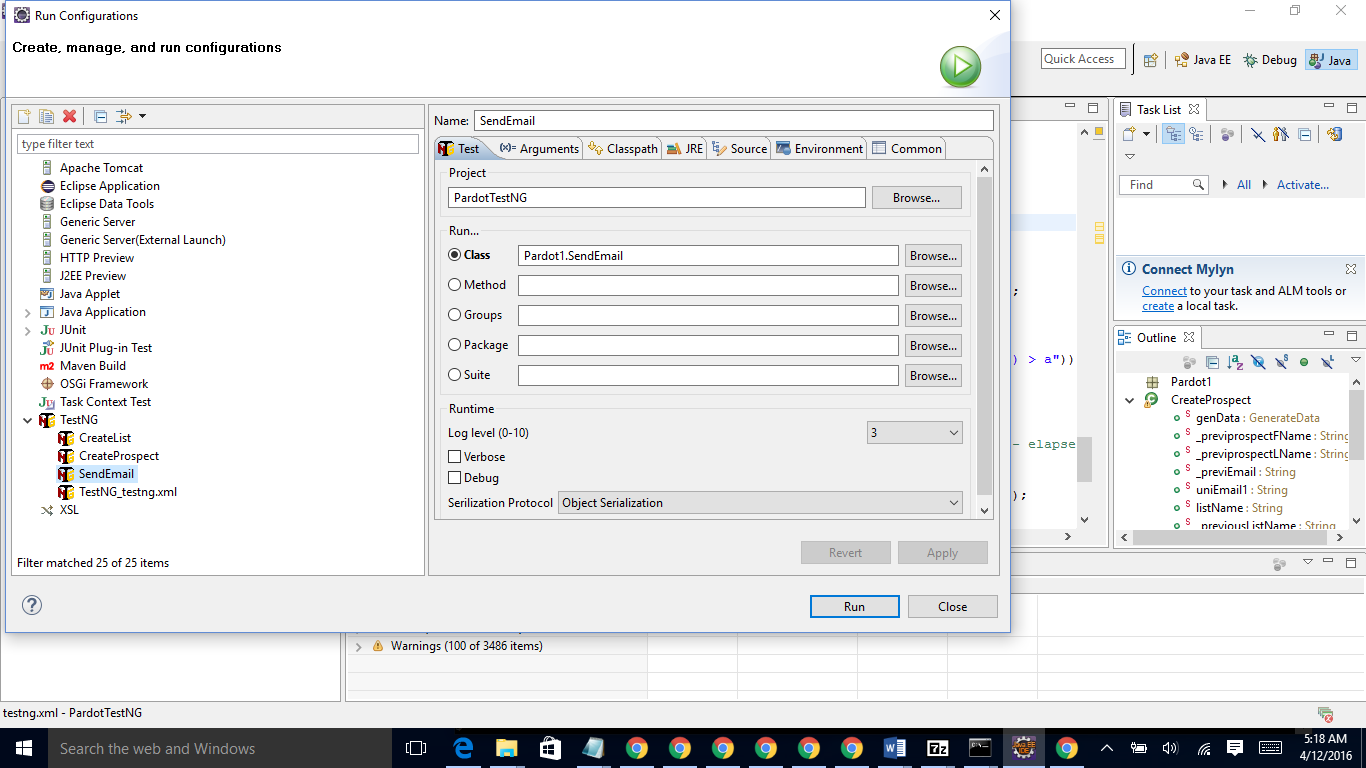 Run Configurations
Create, manage, and run configurations
type filter text
Apache Tomcat
Eclipse Application
Eclipse Data Tools
Generic Server
Generic Server(External Launch)
HTTP Preview
J2EE Preview
Java Applet
Java Application
JUnit
JUnit Plug-in Test
Maven Build
OSGi Framework
Task Context Test
TestNG
CreateList
CreateProspect
SendEmail
TestNG_testng.xml
XSL
Filter matched 25 of 25 items
Name: SendEmail
Test (x)= Arguments Classpath JRE Source Environment Common
Project
PardotTestNG Browse...
Run...
Class Pardot1.SendEmail Browse...
Method Browse...
Groups Browse...
Package Browse...
Suite Browse...
Runtime
Log level (0-10) 3
Verbose
Debug
Serilization Protocol Object Serialization
Revert Apply
Run Close
Quick Access Java EE Debug Java
;
) > a"))
- elapse
);
Task List
Find All Activate...
Connect Mylyn
Connect to your task and ALM tools or
create a local task.
Outline
Pardot1
CreateProspect
genData : GenerateData
_previprospectFName : String
_previprospectLName : String
_previEmail : String
uniEmail1 : String
listName : String
_previousListName : String
Warnings (100 of 3486 items)
testng.xml - PardotTestNG
Search the web and Windows
5:18 AM
4/12/2016